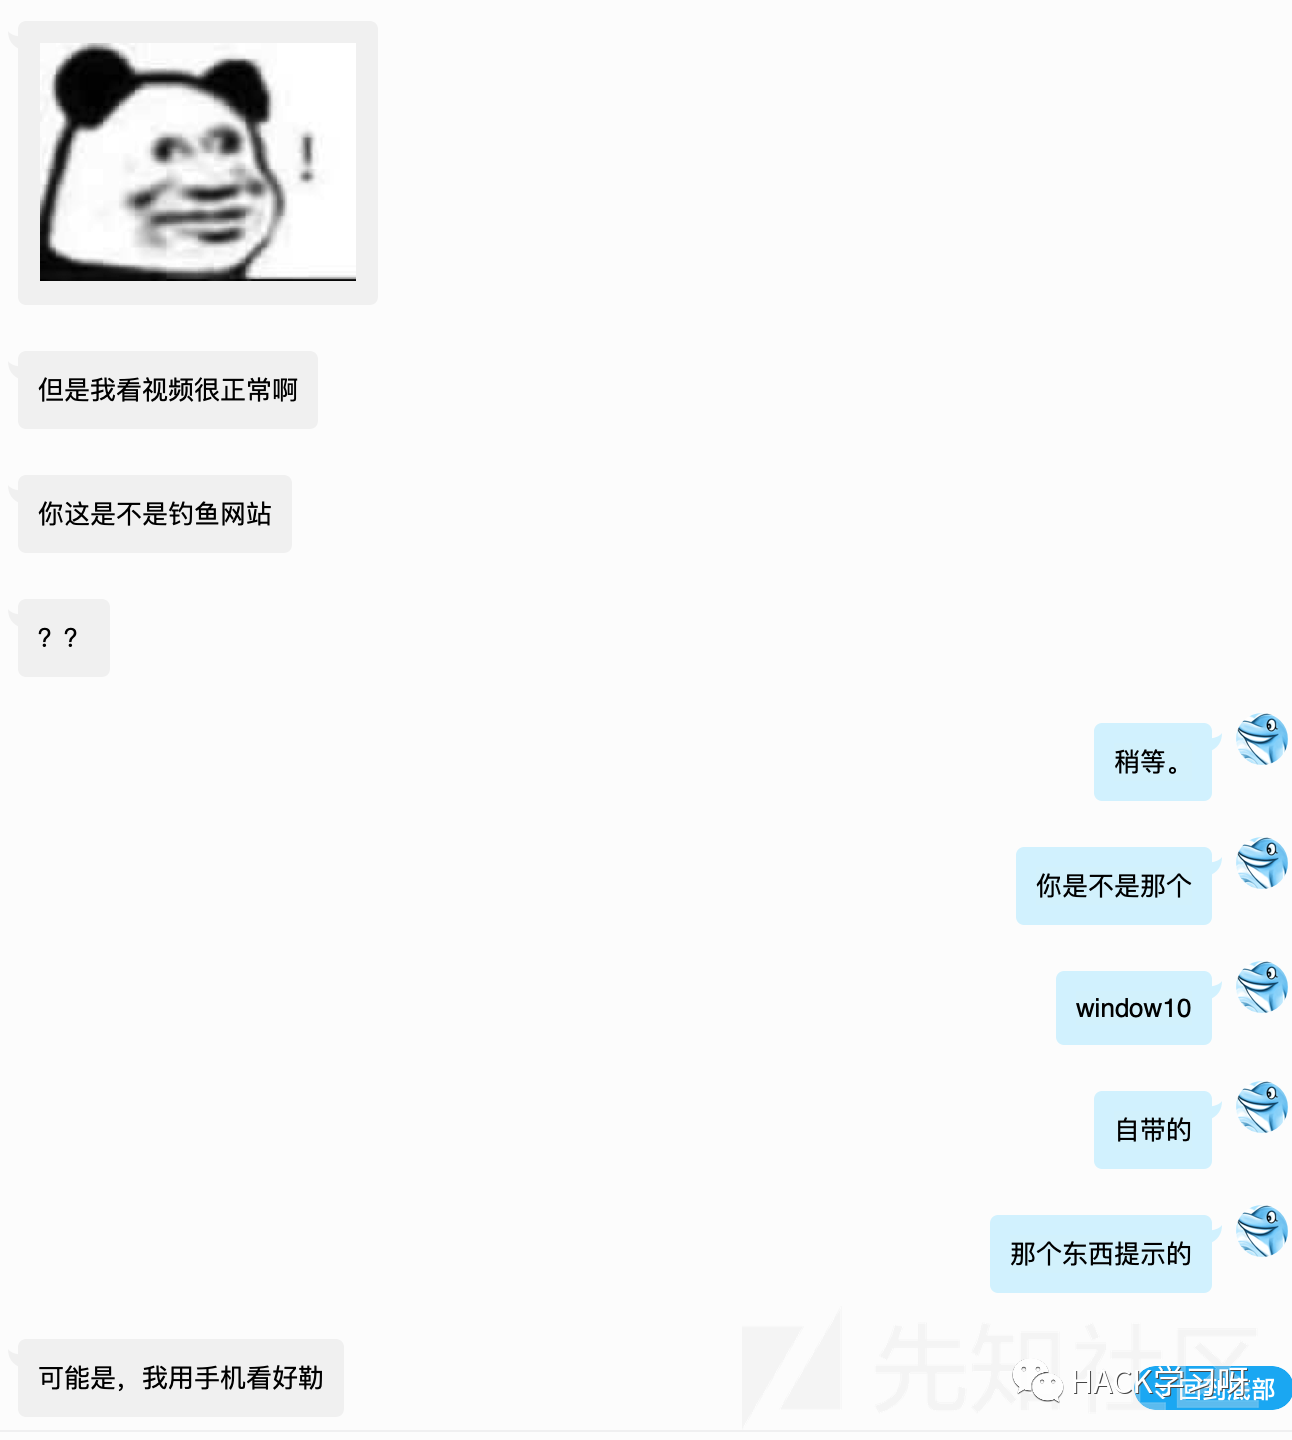 !
但是我看视频很正常啊
你这是不是钓鱼网站
？？
稍等。
你是不是那个
window10
自带的
那个东西提示的
可能是，我用手机看好勒
先知社区
HACK学习呀
回到底部